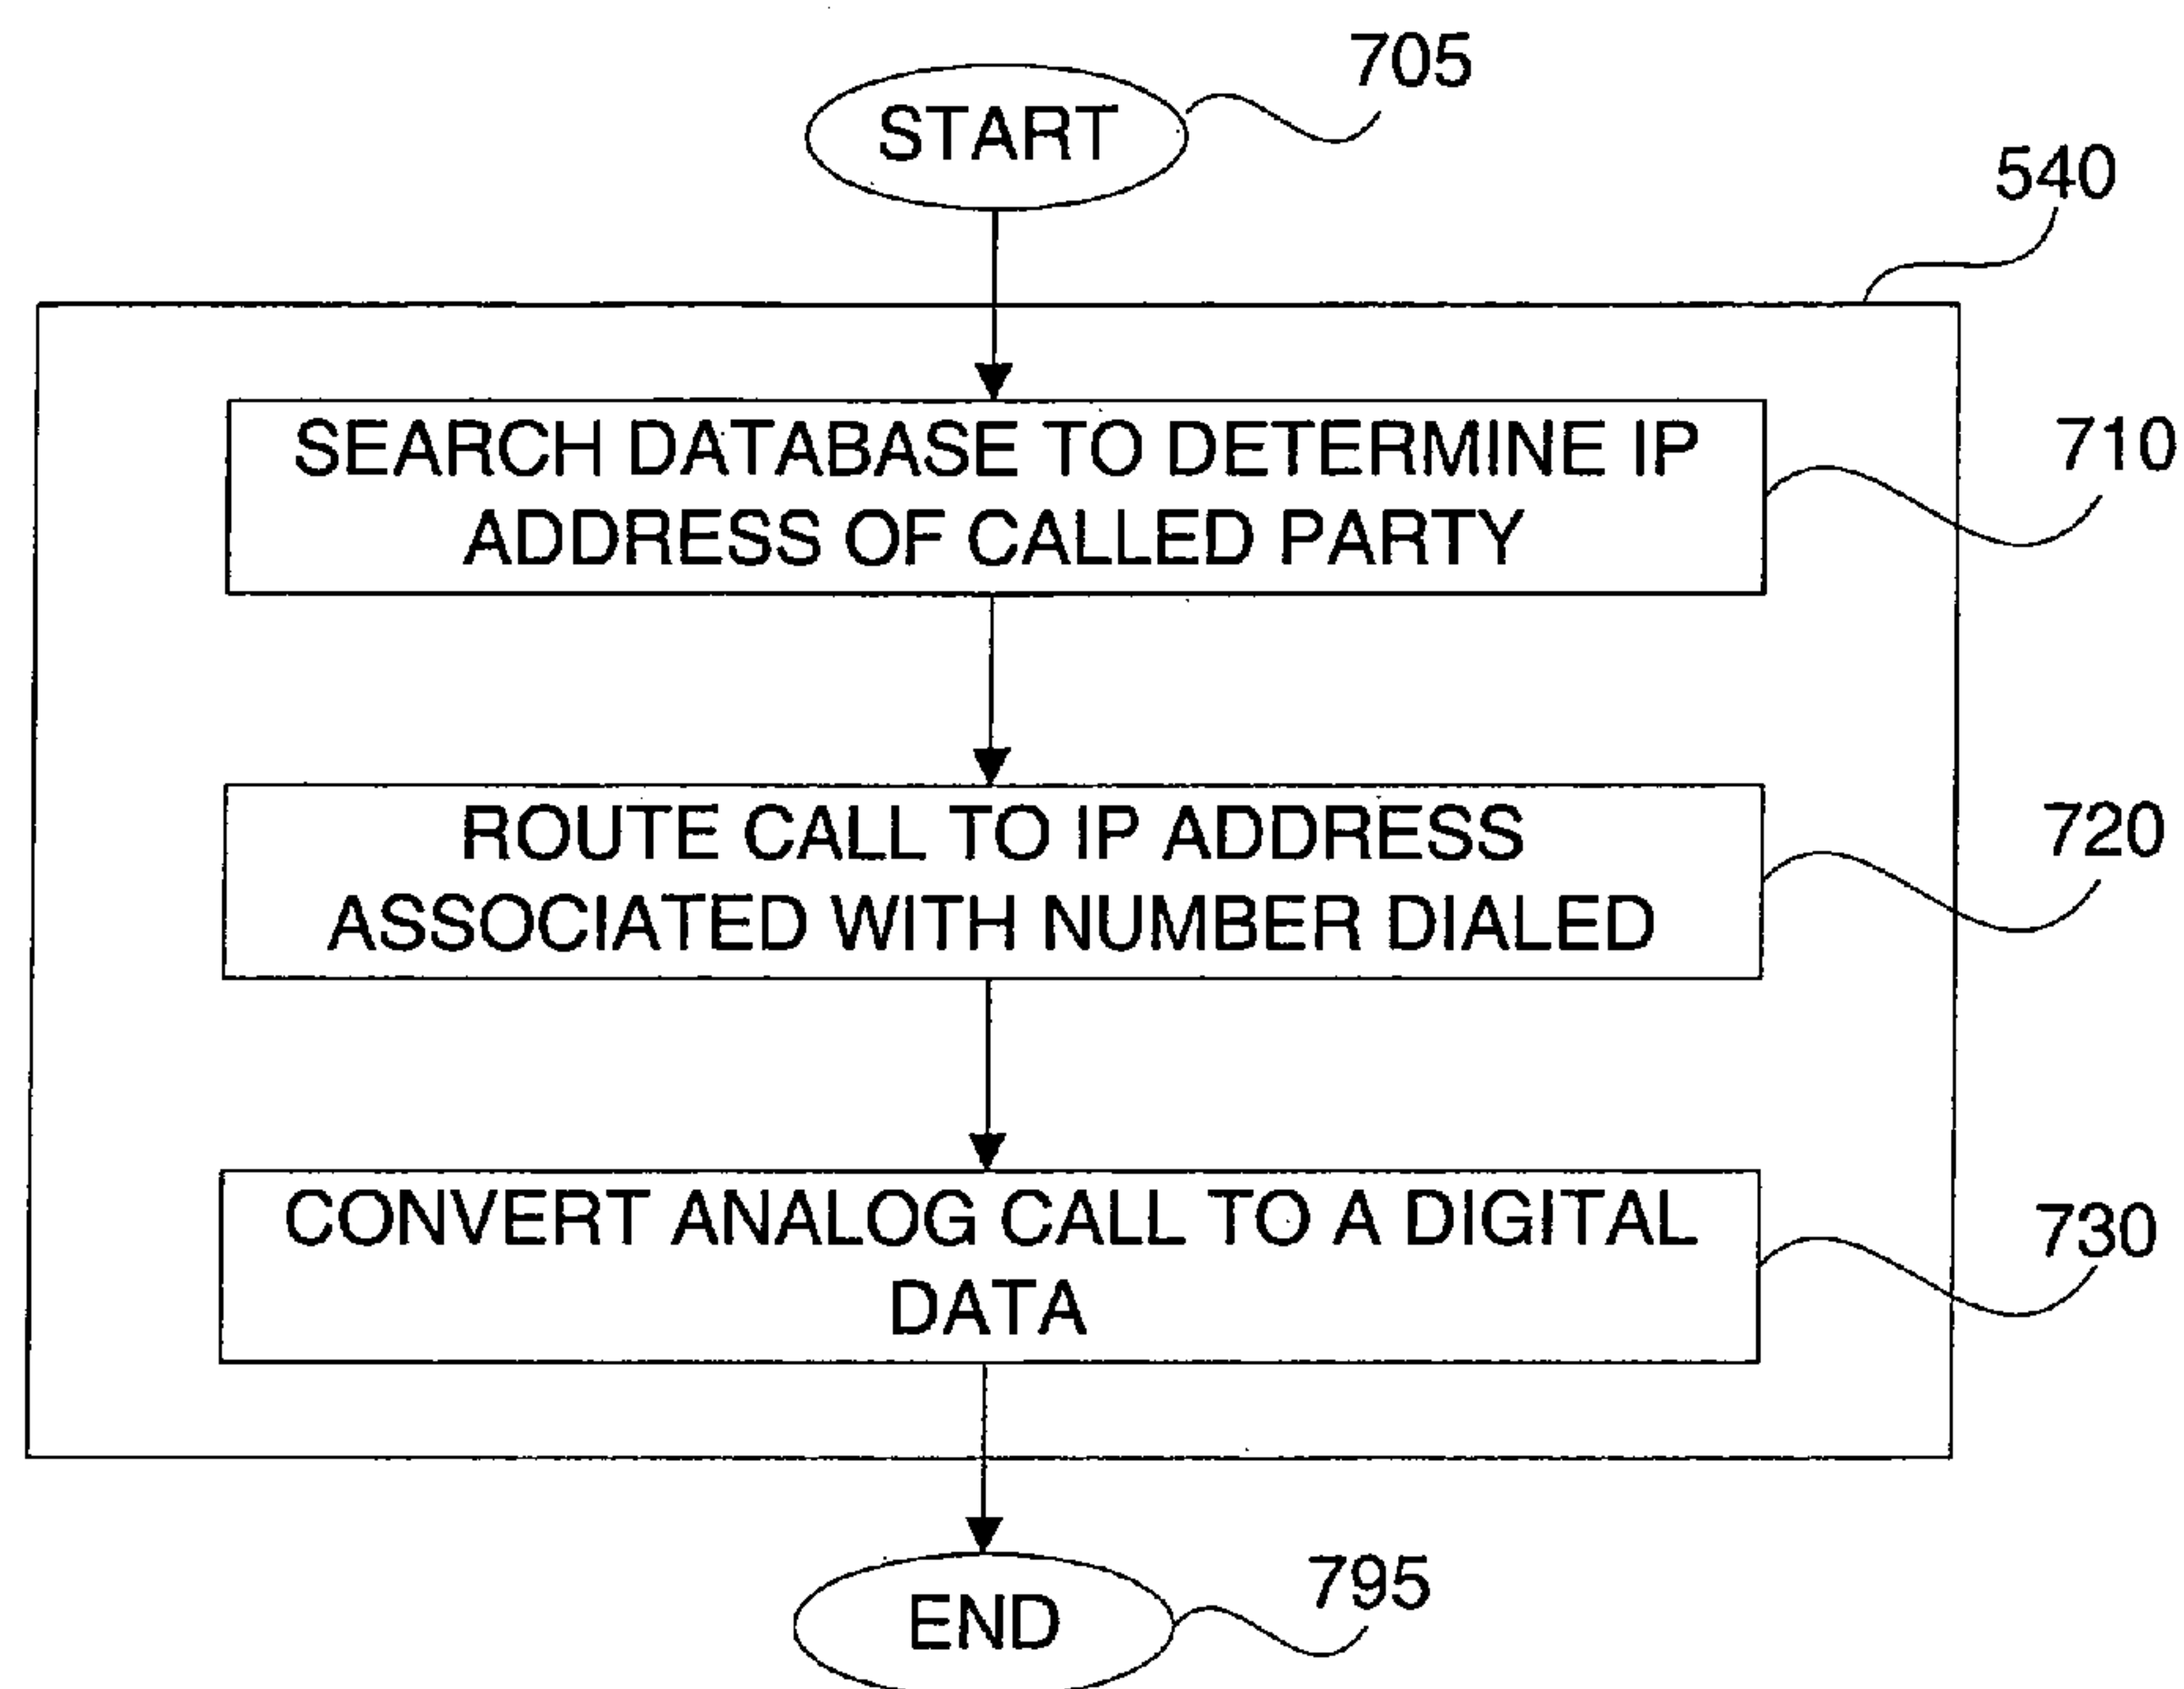 START
705
540
SEARCH DATABASE TO DETERMINE IP
ADDRESS OF CALLED PARTY
710
ROUTE CALL TO IP ADDRESS
ASSOCIATED WITH NUMBER DIALED
720
CONVERT ANALOG CALL TO A DIGITAL
DATA
730
END
795